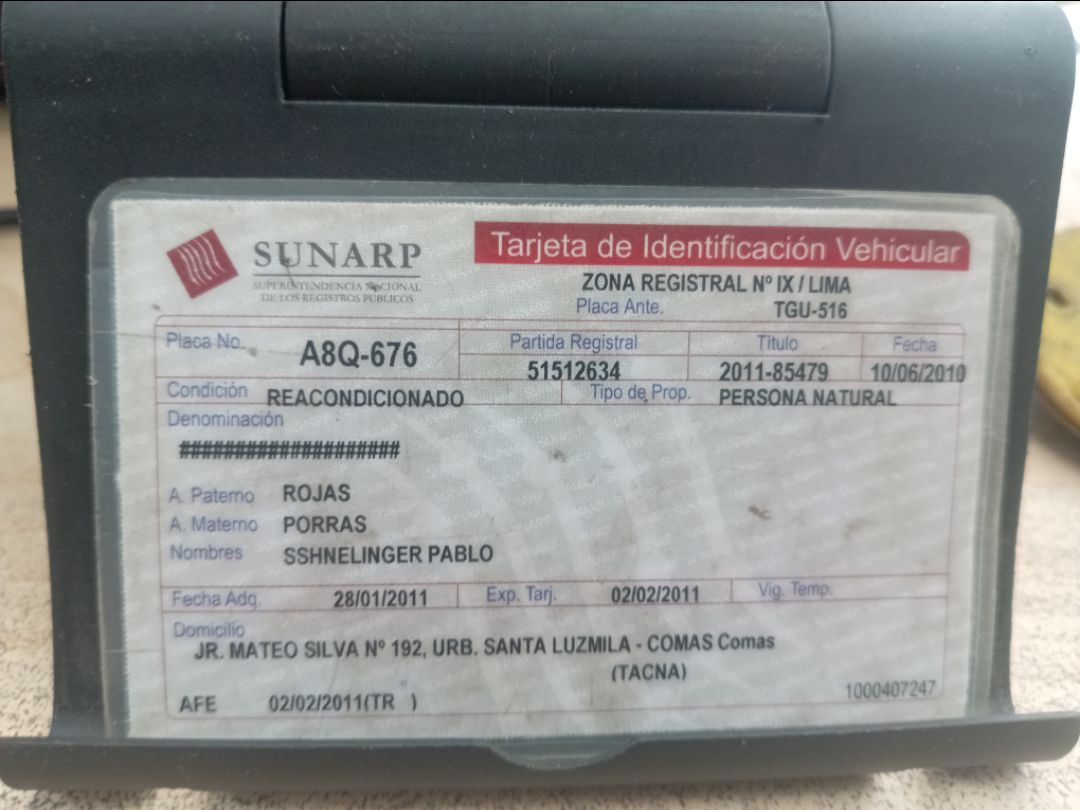 SUNARP
SUPERINTENDENCIA NACIONAL
DE LOS REGISTROS PUBLICOS
Tarjeta de Identificación Vehicular
ZONA REGISTRAL Nº IX / LIMA
Placa Ante. TGU-516
Placa No. A8Q-676
Partida Registral Título Fecha
51512634 2011-85479 10/06/2010
Condición REACONDICIONADO Tipo de Prop. PERSONA NATURAL
Denominación
###################
A. Paterno ROJAS
A. Materno PORRAS
Nombres SSHNELINGER PABLO
Fecha Adq. 28/01/2011 Exp. Tarj. 02/02/2011 Vig. Temp.
Domicilio
JR. MATEO SILVA Nº 192, URB. SANTA LUZMILA - COMAS Comas
(TACNA)
1000407247
AFE 02/02/2011(TR )